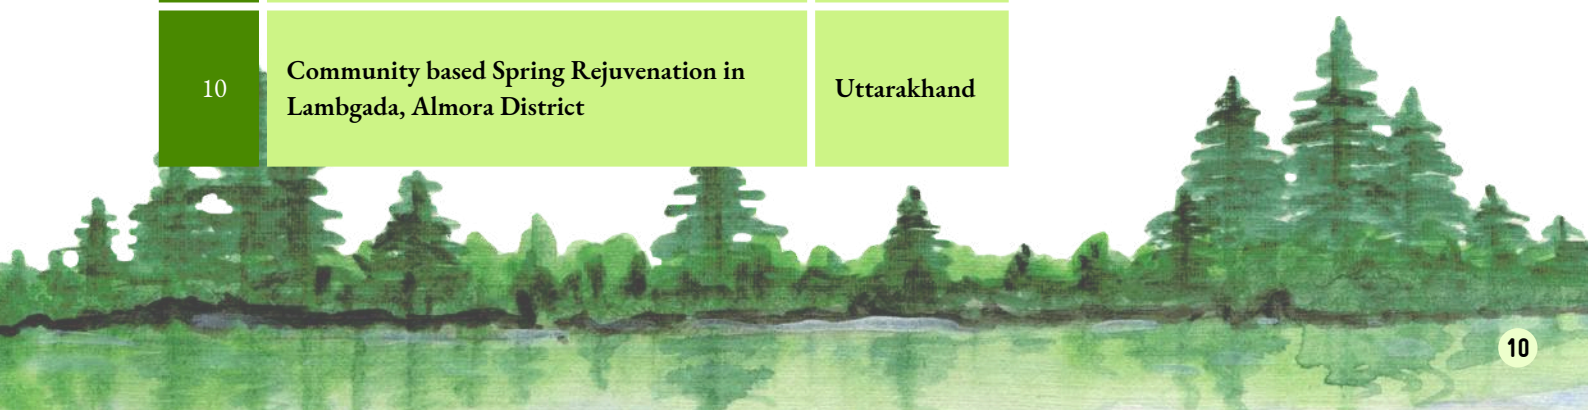 10
Community based Spring Rejuvenation in
Lambgada, Almora District
Uttarakhand
10